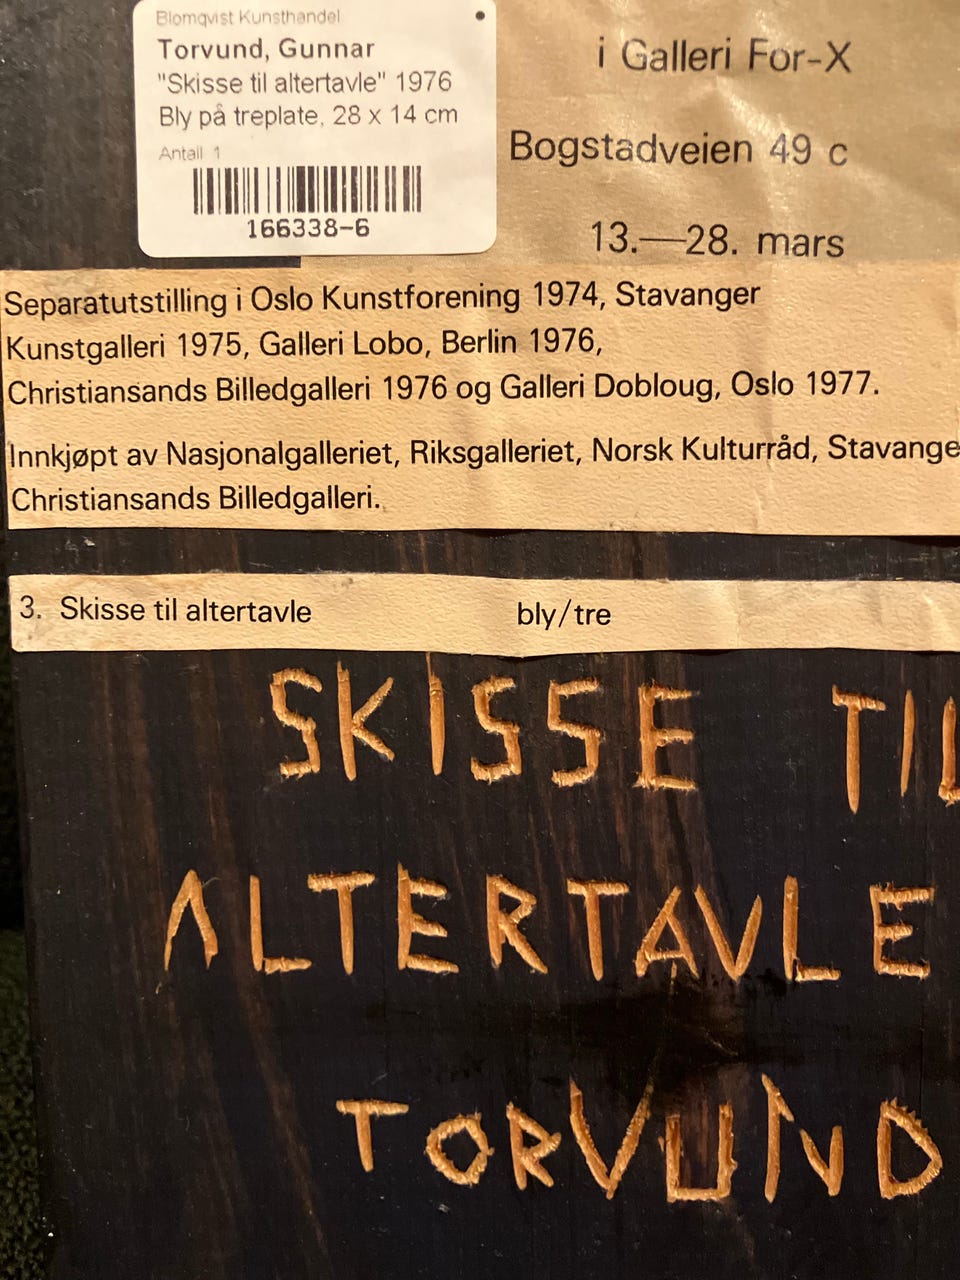 Blomqvist Kunsthandel
Torvund, Gunnar
"Skisse til altertavle" 1976
Bly på treplate, 28 x 14 cm
Antall 1
166338-6
i Galleri For-X
Bogstadveien 49 c
13.—28. mars
Separatutstilling i Oslo Kunstforening 1974, Stavanger
Kunstgalleri 1975, Galleri Lobo, Berlin 1976,
Christiansands Billedgalleri 1976 og Galleri Dobloug, Oslo 1977.
Innkjøpt av Nasjonalgalleriet, Riksgalleriet, Norsk Kulturråd, Stavange
Christiansands Billedgalleri.
3. Skisse til altertavle bly/tre
SKISSE TIL
ALTERTAVLE
TORVUND